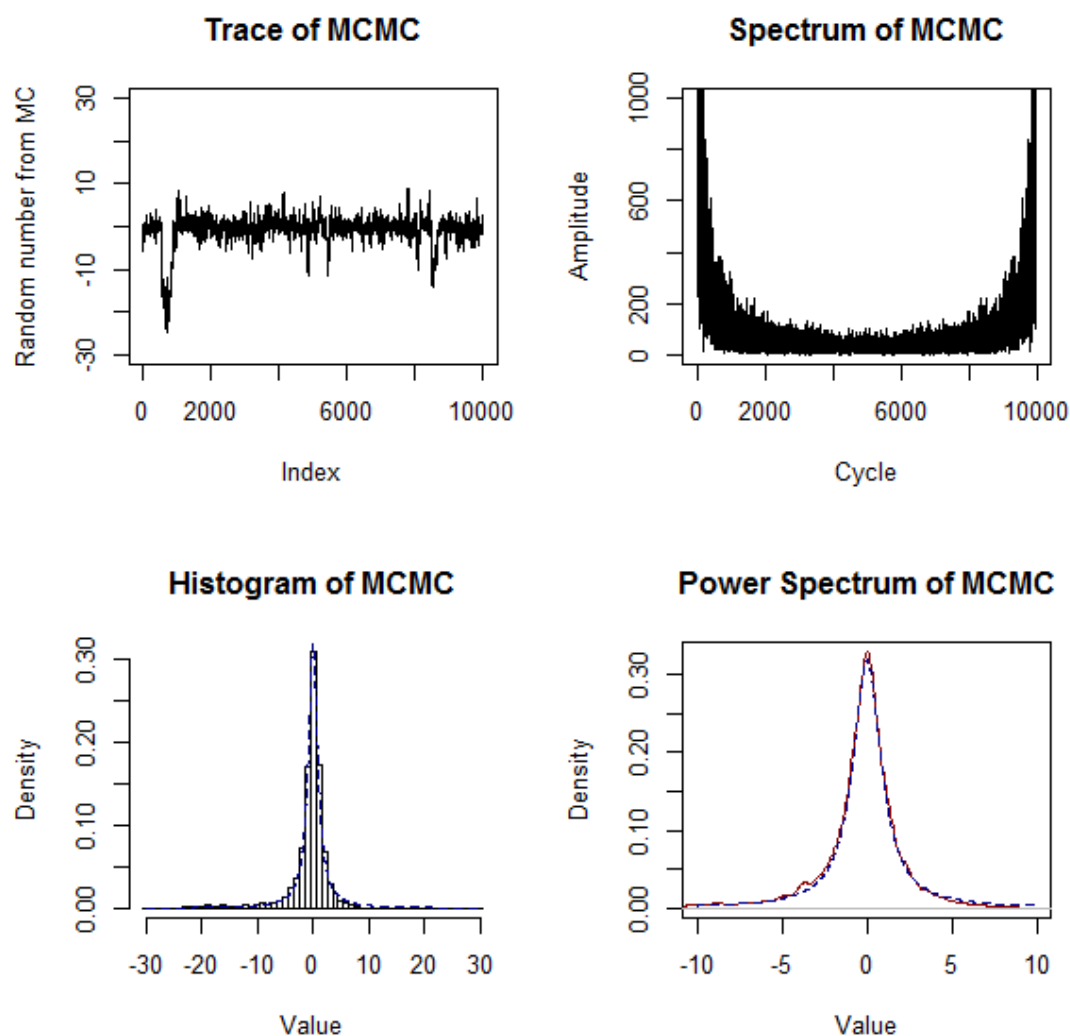 Trace of MCMC
Random number from MC
30
10
-10
-30
0
2000
6000
10000
Index
Spectrum of MCMC
Amplitude
1000
600
200
0
0
2000
6000
10000
Cycle
Histogram of MCMC
Density
0.30
0.20
0.10
0.00
-30
-10
0
10
20
30
Value
Power Spectrum of MCMC
Density
0.30
0.20
0.10
0.00
-10
-5
0
5
10
Value